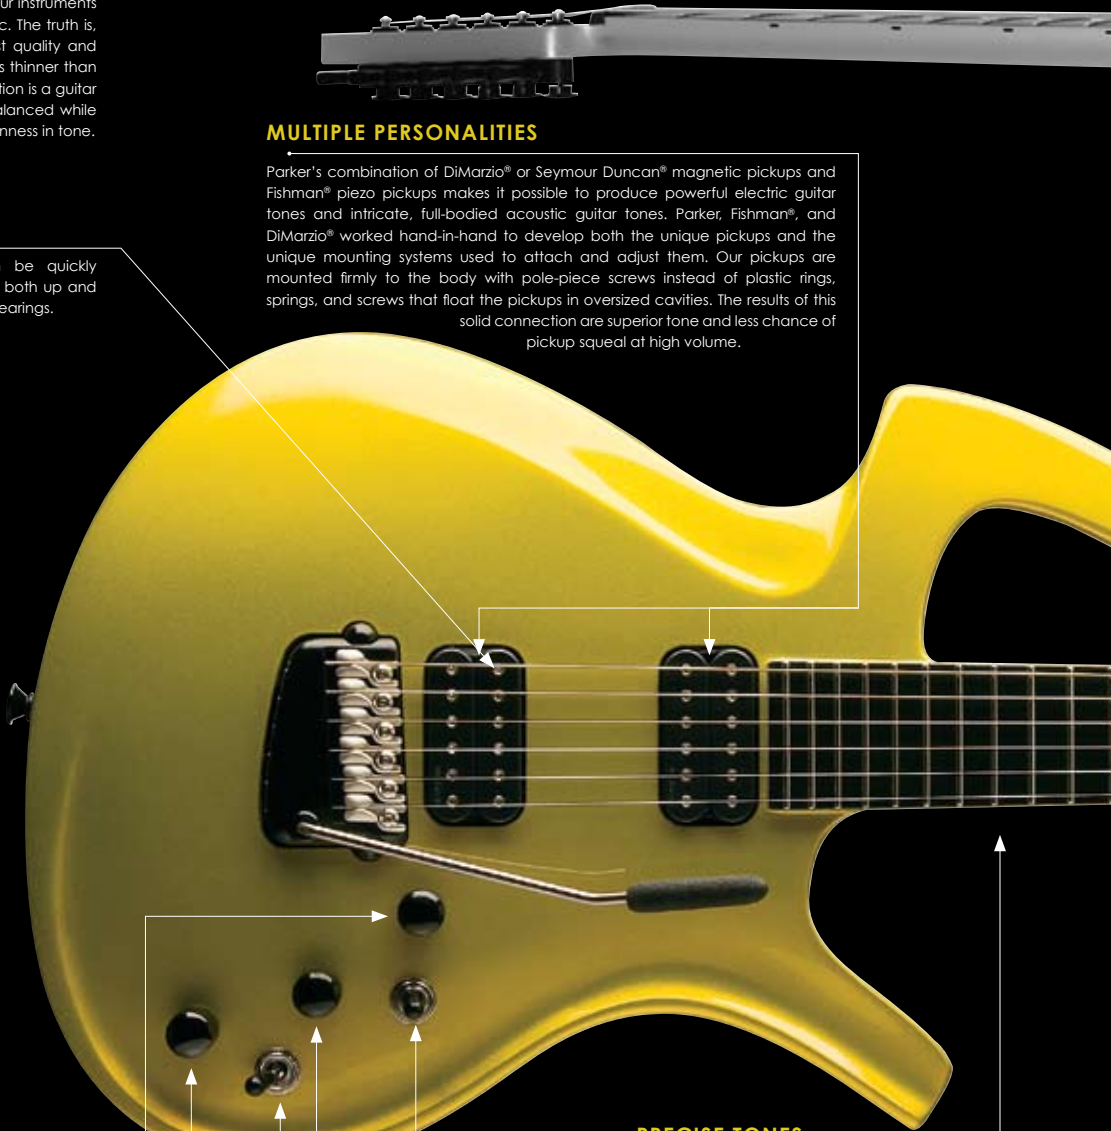 ur instruments
c. The truth is,
st quality and
s thinner than
tion is a guitar
alanced while
nness in tone.
MULTIPLE PERSONALITIES
Parker's combination of DiMarzio® or Seymour Duncan® magnetic pickups and
Fishman® piezo pickups makes it possible to produce powerful electric guitar
tones and intricate, full-bodied acoustic guitar tones. Parker, Fishman®, and
DiMarzio® worked hand-in-hand to develop both the unique pickups and the
unique mounting systems used to attach and adjust them. Our pickups are
mounted firmly to the body with pole-piece screws instead of plastic rings,
springs, and screws that float the pickups in oversized cavities. The results of this
solid connection are superior tone and less chance of
pickup squeal at high volume.
be quickly
both up and
earings.
PRECISE TONES